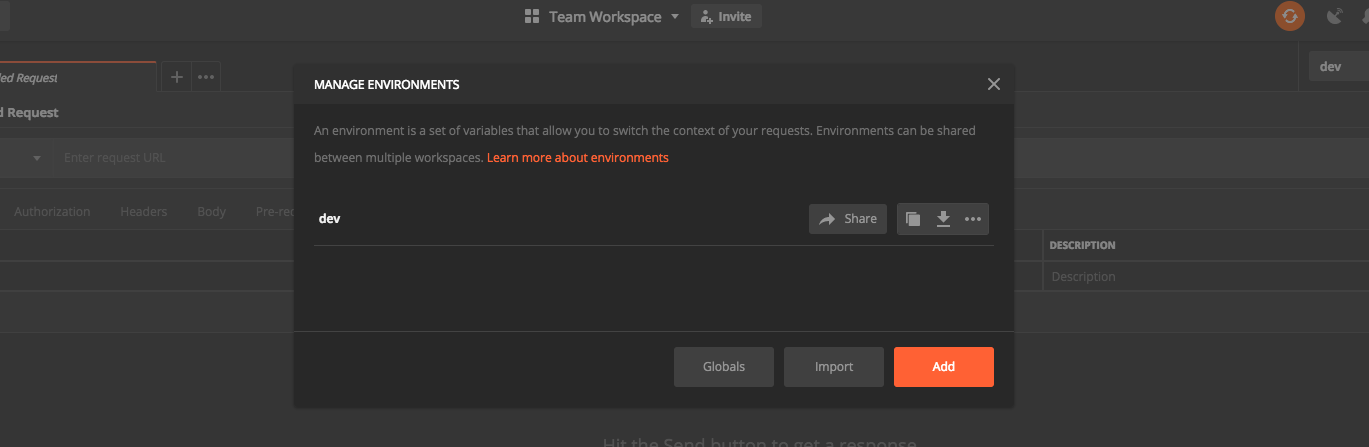 Team Workspace
Invite
led Request
dev
MANAGE ENVIRONMENTS
d Request
An environment is a set of variables that allow you to switch the context of your requests. Environments can be shared
between multiple workspaces. Learn more about environments
Enter request URL
Authorization Headers Body Pre-req
dev
Share
DESCRIPTION
Description
Globals
Import
Add
Hit the Send button to get a response